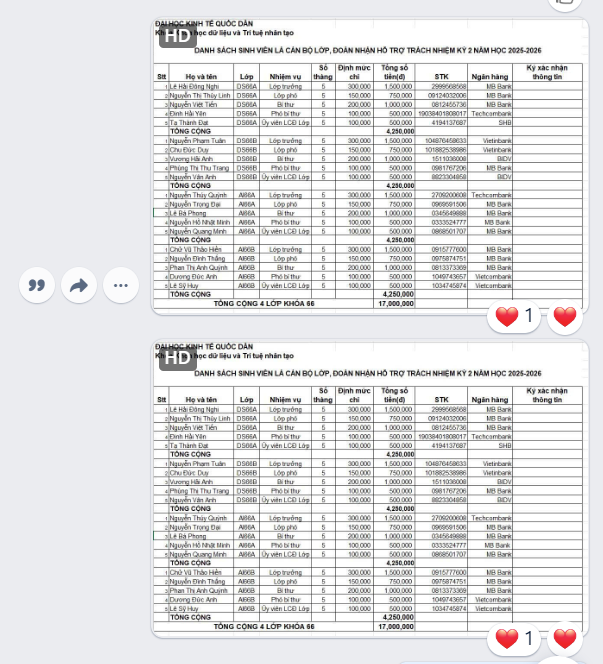 ĐẠI HỌC KINH TẾ QUỐC DÂN
HD học dữ liệu và Trí tuệ nhân tạo
DANH SÁCH SINH VIÊN LÀ CÁN BỘ LỚP, ĐOÀN NHẬN HỖ TRỢ TRÁCH NHIỆM KỲ 2 NĂM HỌC 2025-2026
Stt Họ và tên Lớp Nhiệm vụ Số tháng Định mức chi Tổng số tiền(đ) STK Ngân hàng Ký xác nhận thông tin
1 Lê Hải Đông Nghi DS66A Lớp trưởng 5 300,000 1,500,000 2999568568 MB Bank
2 Nguyễn Thị Thùy Linh DS66A Lớp phó 5 150,000 750,000 09124032006 MB Bank
3 Nguyễn Việt Tiến DS66A Bí thư 5 200,000 1,000,000 0812455736 MB Bank
4 Đinh Hải Yến DS66A Phó bí thư 5 100,000 500,000 19038401808017 Techcombank
5 Tạ Thành Đạt DS66A Ủy viên LCĐ Lớp 5 100,000 500,000 4194137687 SHB
TỔNG CỘNG 4,250,000
1 Nguyễn Phạm Tuấn DS66B Lớp trưởng 5 300,000 1,500,000 104876458633 Vietinbank
2 Chu Đức Duy DS66B Lớp phó 5 150,000 750,000 101882538986 Vietinbank
3 Vương Hải Anh DS66B Bí thư 5 200,000 1,000,000 1511036008 BIDV
4 Phùng Thị Thu Trang DS66B Phó bí thư 5 100,000 500,000 0981767206 MB Bank
5 Nguyễn Vân Anh DS66B Ủy viên LCĐ Lớp 5 100,000 500,000 8823304858 BIDV
TỔNG CỘNG 4,250,000
1 Nguyễn Thúy Quỳnh AI66A Lớp trưởng 5 300,000 1,500,000 2709200608 Techcombank
2 Nguyễn Trọng Đại AI66A Lớp phó 5 150,000 750,000 0969591506 MB Bank
3 Lê Bá Phong AI66A Bí thư 5 200,000 1,000,000 0345649888 MB Bank
4 Nguyễn Hồ Nhật Minh AI66A Phó bí thư 5 100,000 500,000 0333524777 MB Bank
5 Nguyễn Quang Minh AI66A Ủy viên LCĐ Lớp 5 100,000 500,000 0868501707 MB Bank
TỔNG CỘNG 4,250,000
1 Chử Vũ Thảo Hiền AI66B Lớp trưởng 5 300,000 1,500,000 0915777600 MB Bank
2 Nguyễn Đình Thắng AI66B Lớp phó 5 150,000 750,000 0975874751 MB Bank
3 Phan Thị Anh Quỳnh AI66B Bí thư 5 200,000 1,000,000 0813373369 MB Bank
4 Dương Đức Anh AI66B Phó bí thư 5 100,000 500,000 1049743657 Vietcombank
5 Lê Sỹ Huy AI66B Ủy viên LCĐ Lớp 5 100,000 500,000 1034745874 Vietcombank
TỔNG CỘNG 4,250,000
TỔNG CỘNG 4 LỚP KHÓA 66 17,000,000
1
ĐẠI HỌC KINH TẾ QUỐC DÂN
HD học dữ liệu và Trí tuệ nhân tạo
DANH SÁCH SINH VIÊN LÀ CÁN BỘ LỚP, ĐOÀN NHẬN HỖ TRỢ TRÁCH NHIỆM KỲ 2 NĂM HỌC 2025-2026
Stt Họ và tên Lớp Nhiệm vụ Số tháng Định mức chi Tổng số tiền(đ) STK Ngân hàng Ký xác nhận thông tin
1 Lê Hải Đông Nghi DS66A Lớp trưởng 5 300,000 1,500,000 2999568568 MB Bank
2 Nguyễn Thị Thùy Linh DS66A Lớp phó 5 150,000 750,000 09124032006 MB Bank
3 Nguyễn Việt Tiến DS66A Bí thư 5 200,000 1,000,000 0812455736 MB Bank
4 Đinh Hải Yến DS66A Phó bí thư 5 100,000 500,000 19038401808017 Techcombank
5 Tạ Thành Đạt DS66A Ủy viên LCĐ Lớp 5 100,000 500,000 4194137687 SHB
TỔNG CỘNG 4,250,000
1 Nguyễn Phạm Tuấn DS66B Lớp trưởng 5 300,000 1,500,000 104876458633 Vietinbank
2 Chu Đức Duy DS66B Lớp phó 5 150,000 750,000 101882538986 Vietinbank
3 Vương Hải Anh DS66B Bí thư 5 200,000 1,000,000 1511036008 BIDV
4 Phùng Thị Thu Trang DS66B Phó bí thư 5 100,000 500,000 0981767206 MB Bank
5 Nguyễn Vân Anh DS66B Ủy viên LCĐ Lớp 5 100,000 500,000 8823304858 BIDV
TỔNG CỘNG 4,250,000
1 Nguyễn Thúy Quỳnh AI66A Lớp trưởng 5 300,000 1,500,000 2709200608 Techcombank
2 Nguyễn Trọng Đại AI66A Lớp phó 5 150,000 750,000 0969591506 MB Bank
3 Lê Bá Phong AI66A Bí thư 5 200,000 1,000,000 0345649888 MB Bank
4 Nguyễn Hồ Nhật Minh AI66A Phó bí thư 5 100,000 500,000 0333524777 MB Bank
5 Nguyễn Quang Minh AI66A Ủy viên LCĐ Lớp 5 100,000 500,000 0868501707 MB Bank
TỔNG CỘNG 4,250,000
1 Chử Vũ Thảo Hiền AI66B Lớp trưởng 5 300,000 1,500,000 0915777600 MB Bank
2 Nguyễn Đình Thắng AI66B Lớp phó 5 150,000 750,000 0975874751 MB Bank
3 Phan Thị Anh Quỳnh AI66B Bí thư 5 200,000 1,000,000 0813373369 MB Bank
4 Dương Đức Anh AI66B Phó bí thư 5 100,000 500,000 1049743657 Vietcombank
5 Lê Sỹ Huy AI66B Ủy viên LCĐ Lớp 5 100,000 500,000 1034745874 Vietcombank
TỔNG CỘNG 4,250,000
TỔNG CỘNG 4 LỚP KHÓA 66 17,000,000
1